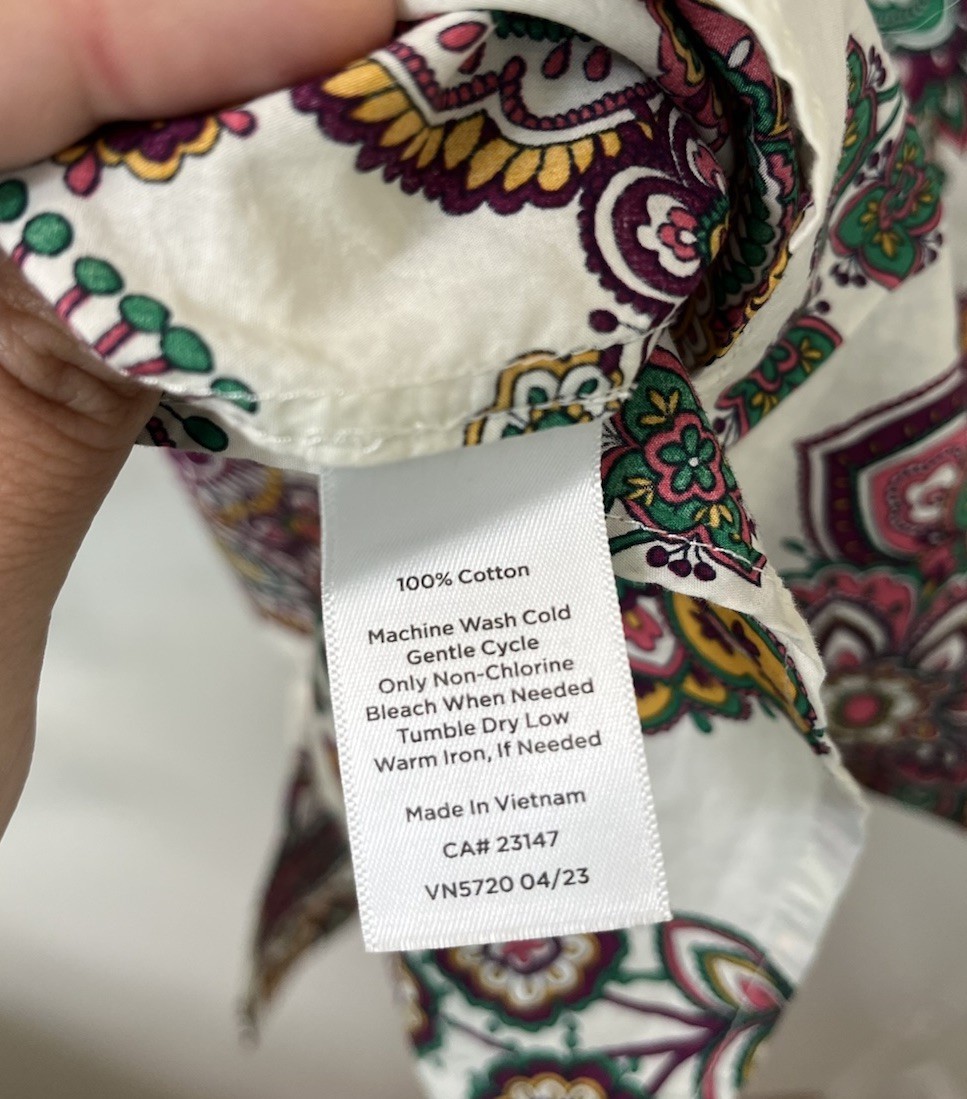 100% Cotton
Machine Wash Cold
Gentle Cycle
Only Non-Chlorine
Bleach When Needed
Tumble Dry Low
Warm Iron, If Needed
Made In Vietnam
CA# 23147
VN5720 04/23